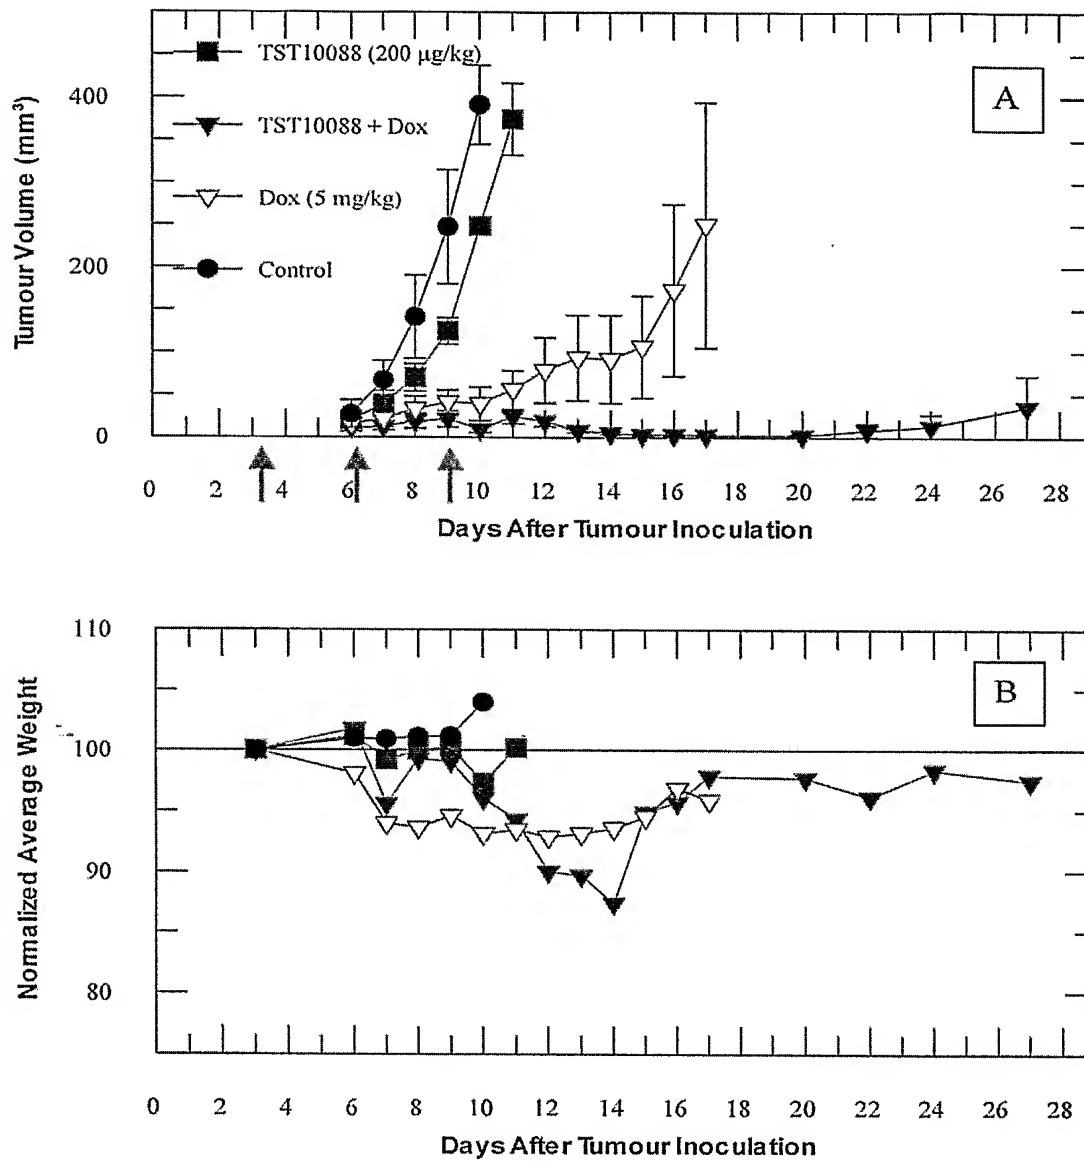 TST10088 (200 µg/kg)
TST10088 + Dox
Dox (5 mg/kg)
Control
A
Tumour Volume (mm³)
400
200
0
0 2 4 6 8 10 12 14 16 18 20 22 24 26 28
Days After Tumour Inoculation
B
Normalized Average Weight
110
100
90
80
0 2 4 6 8 10 12 14 16 18 20 22 24 26 28
Days After Tumour Inoculation